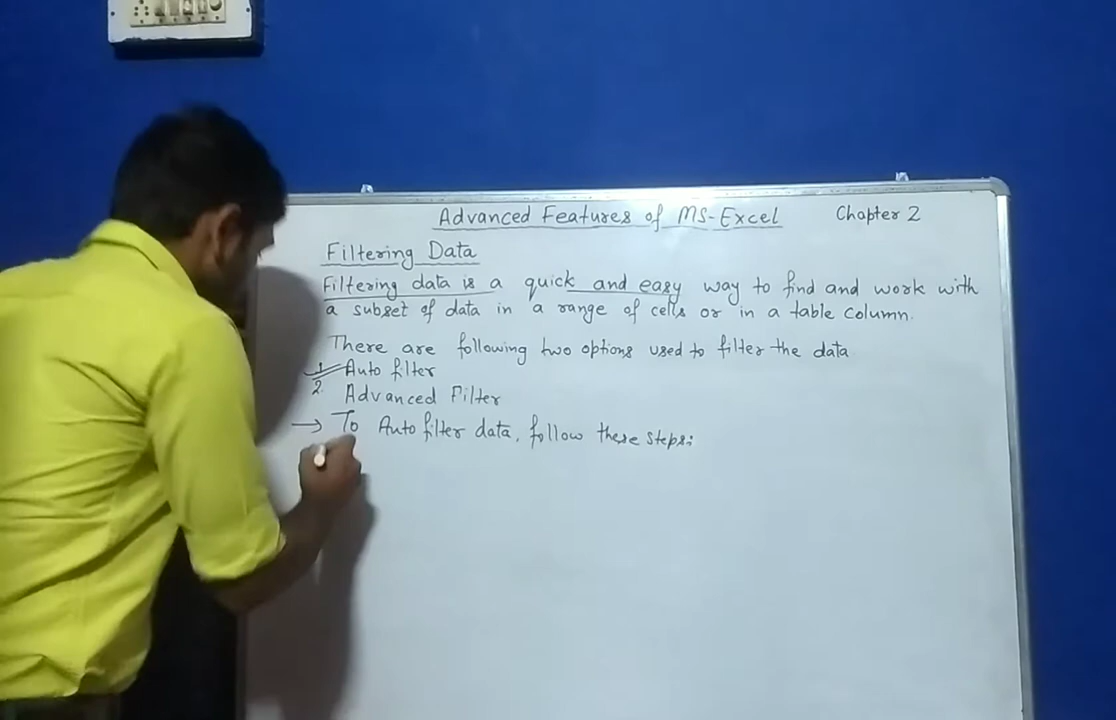 Advanced Features of MS-Excel Chapter 2
Filtering Data
Filtering data is a quick and easy way to find and work with
a subset of data in a range of cells or in a table column.
There are following two options used to filter the data
1 Auto filter
2. Advanced Filter
→ To Auto filter data, follow these steps: